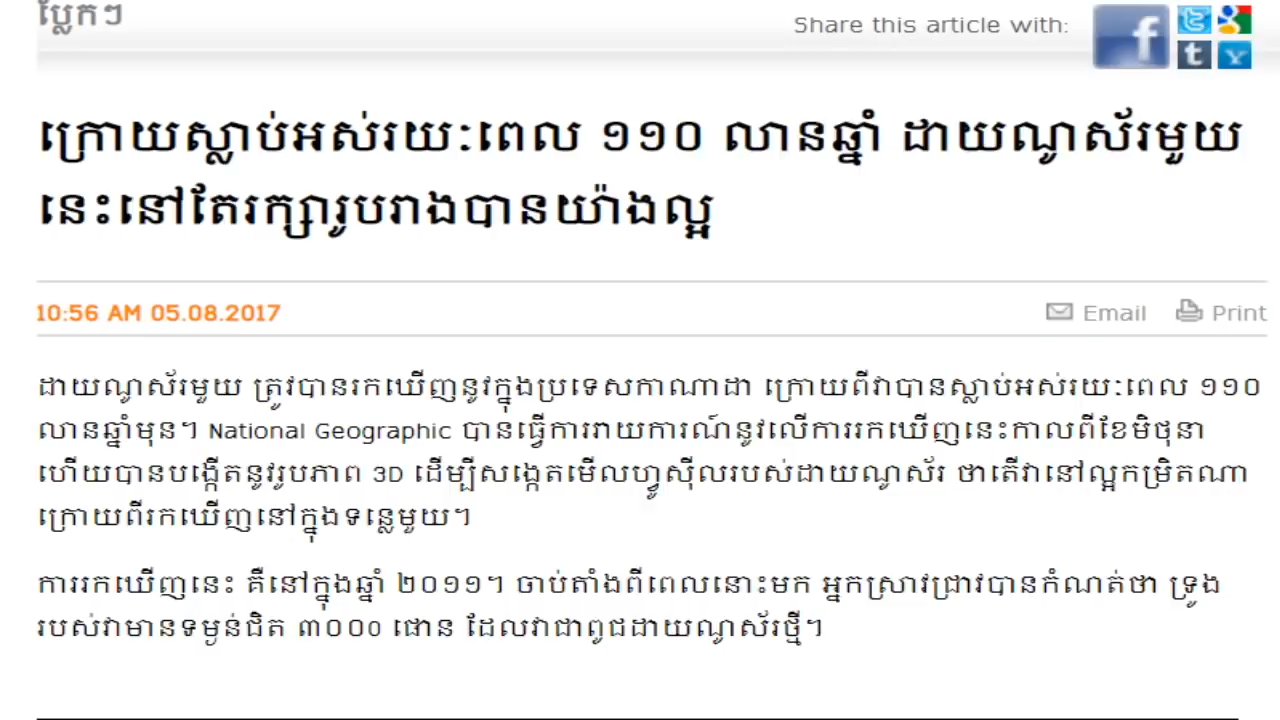 ប្លែកៗ
Share this article with:
ក្រោយស្លាប់អស់រយ:ពេល ១១០ លានឆ្នាំ ដាយណូស័រមួយ
នេះនៅតែរក្សារូបរាងបានយ៉ាងល្អ
10:56 AM 05.08.2017
Email Print
ដាយណូស័រមួយ ត្រូវបានរកឃើញនូវក្នុងប្រទេសកាណាដា ក្រោយពីវាបានស្លាប់អស់រយ:ពេល ១១០
លានឆ្នាំមុន។ National Geographic បានធ្វើការរាយការណ៍នូវលើការរកឃើញនេះកាលពីខែមិថុនា
ហើយបានបង្កើតនូវរូបភាព 3D ដើម្បីសង្កេតមើលហ្វូស៊ីលរបស់ដាយណូស័រ ថាតើវានៅល្អកម្រិតណា
ក្រោយពីរកឃើញនៅក្នុងទន្លេមួយ។
ការរកឃើញនេះ គឺនៅក្នុងឆ្នាំ ២០១១។ ចាប់តាំងពីពេលនោះមក អ្នកស្រាវជ្រាវបានកំណត់ថា ទ្រូង
របស់វាមានទម្ងន់ជិត ៣០០០ ផោន ដែលវាជាពូជដាយណូស័រថ្មី។